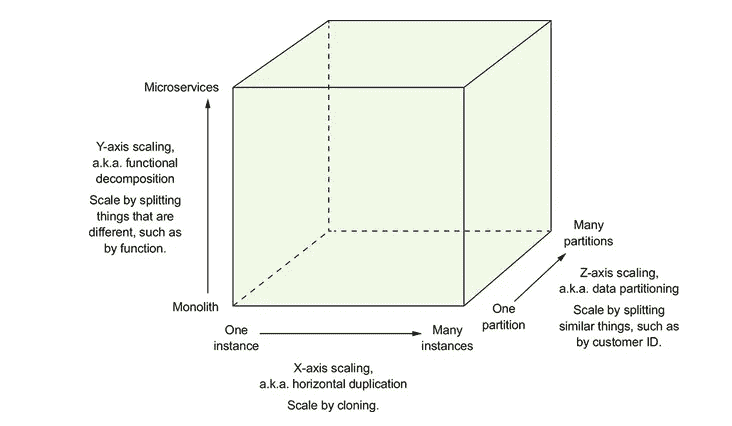 Microservices
Y-axis scaling,
a.k.a. functional
decomposition
Scale by splitting
things that are
different, such as
by function.
Monolith
One
instance
Many
instances
X-axis scaling,
a.k.a. horizontal duplication
Scale by cloning.
One
partition
Many
partitions
Z-axis scaling,
a.k.a. data partitioning
Scale by splitting
similar things, such as
by customer ID.